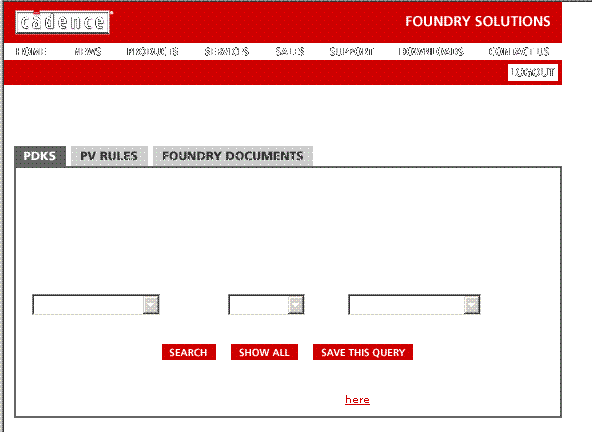 cādence
FOUNDRY SOLUTIONS
HOME NEWS PRODUCTS SERVICES SALES SUPPORT DOWNLOADS CONTACT US
LOGOUT
PDKS PV RULES FOUNDRY DOCUMENTS
SEARCH SHOW ALL SAVE THIS QUERY
here